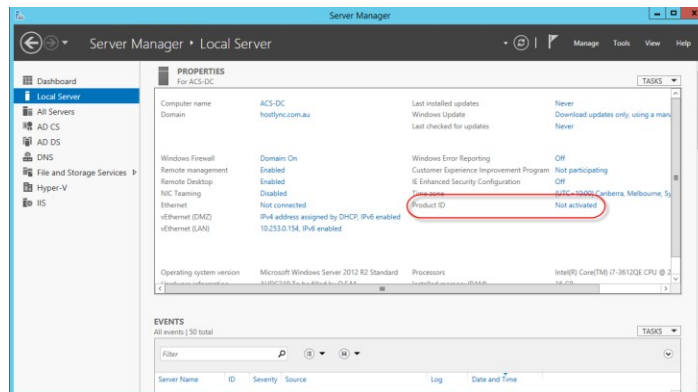 Server Manager
Server Manager • Local Server
Manage Tools View Help
Dashboard
Local Server
All Servers
AD CS
AD DS
DNS
File and Storage Services
Hyper-V
IIS
PROPERTIES
For ACS-DC
TASKS
Computer name ACS-DC Last installed updates Never
Domain hostlync.com.au Windows Update Download updates only, using a man
Last checked for updates Never
Windows Firewall Domain: On Windows Error Reporting Off
Remote management Enabled Customer Experience Improvement Program Not participating
Remote Desktop Enabled IE Enhanced Security Configuration Off
NIC Teaming Disabled Time zone (UTC+10:00) Canberra, Melbourne, Sy
Ethernet Not connected Product ID Not activated
vEthernet (DMZ) IPv4 address assigned by DHCP, IPv6 enabled
vEthernet (LAN) 10.253.0.154, IPv6 enabled
Operating system version Microsoft Windows Server 2012 R2 Standard Processors Intel(R) Core(TM) i7-3612QE CPU @ 2
EVENTS
All events | 50 total
TASKS
Filter
Server Name ID Severity Source Log Date and Time